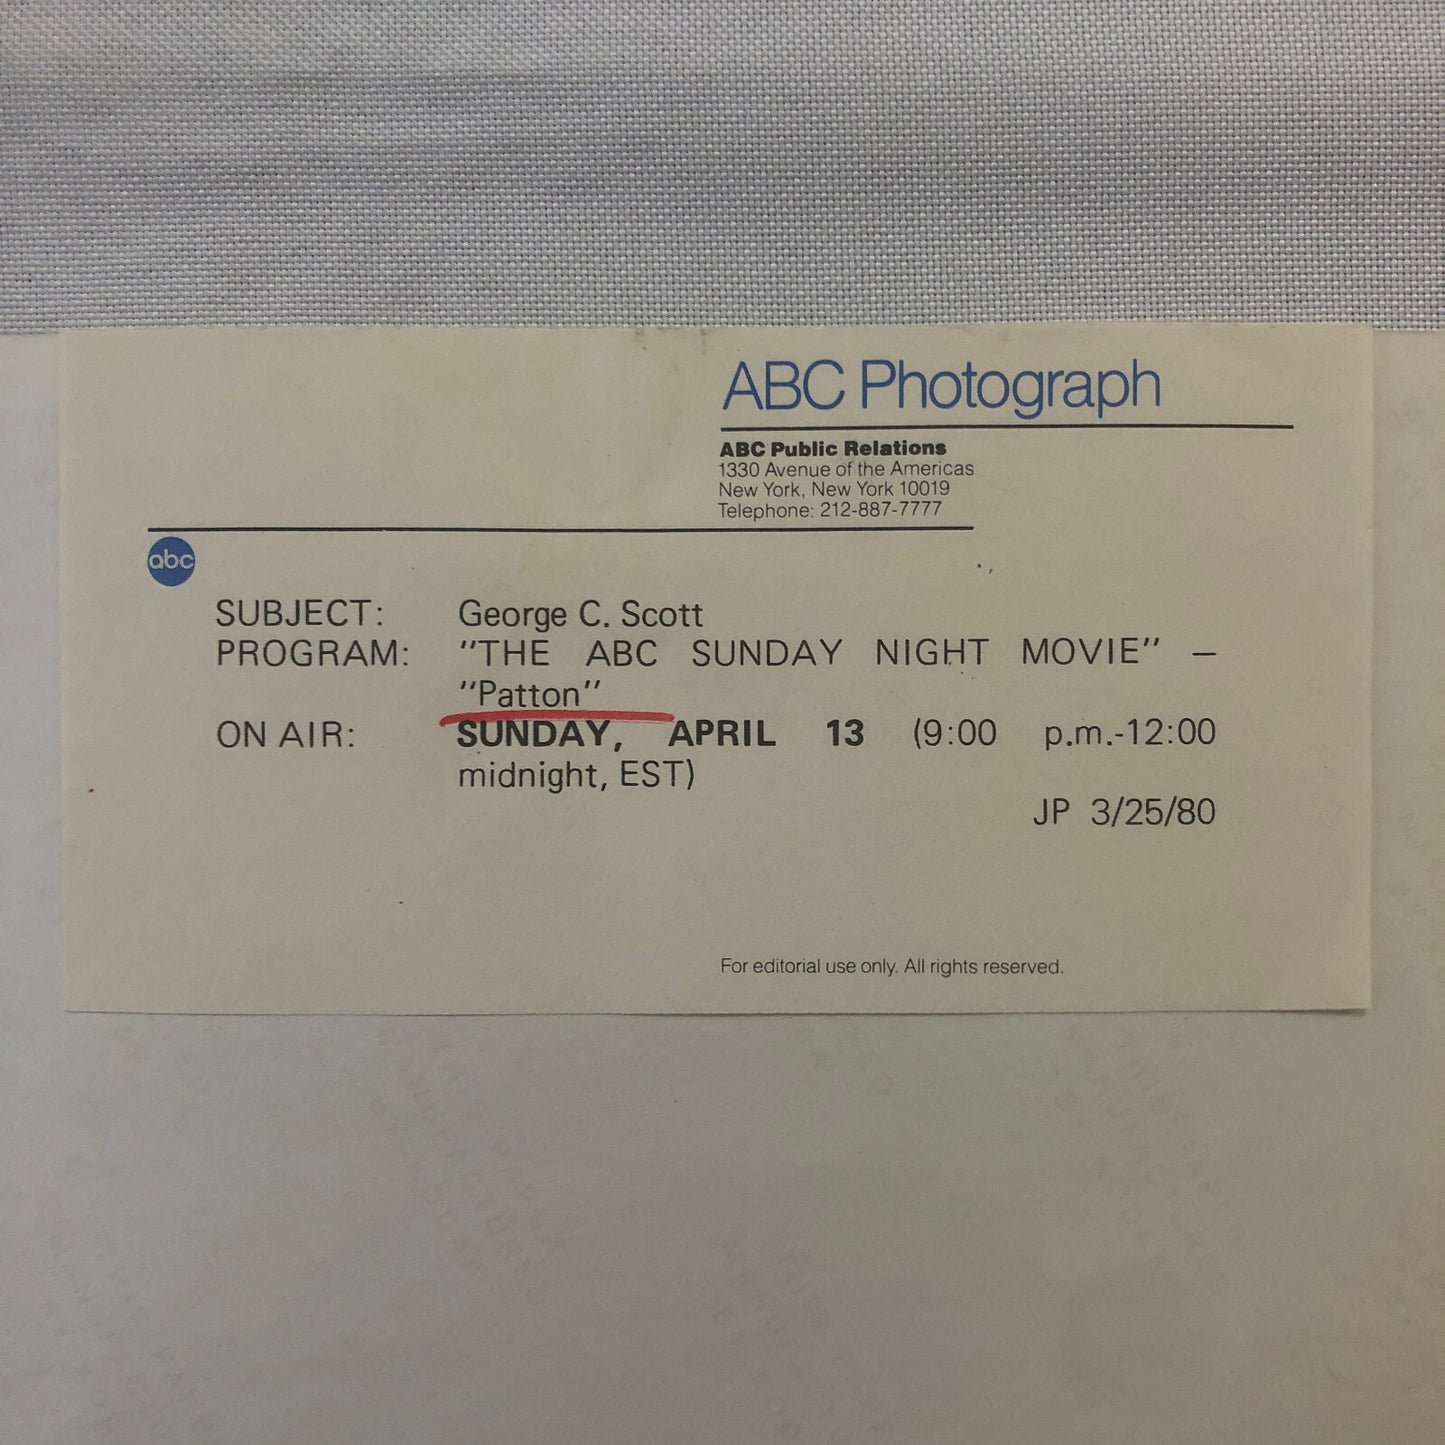 ABC Photograph
ABC Public Relations
1330 Avenue of the Americas
New York, New York 10019
Telephone: 212-887-7777
abc
SUBJECT: George C. Scott
PROGRAM: "THE ABC SUNDAY NIGHT MOVIE" —
"Patton"
ON AIR: SUNDAY, APRIL 13 (9:00 p.m.-12:00
midnight, EST)
JP 3/25/80
For editorial use only. All rights reserved.